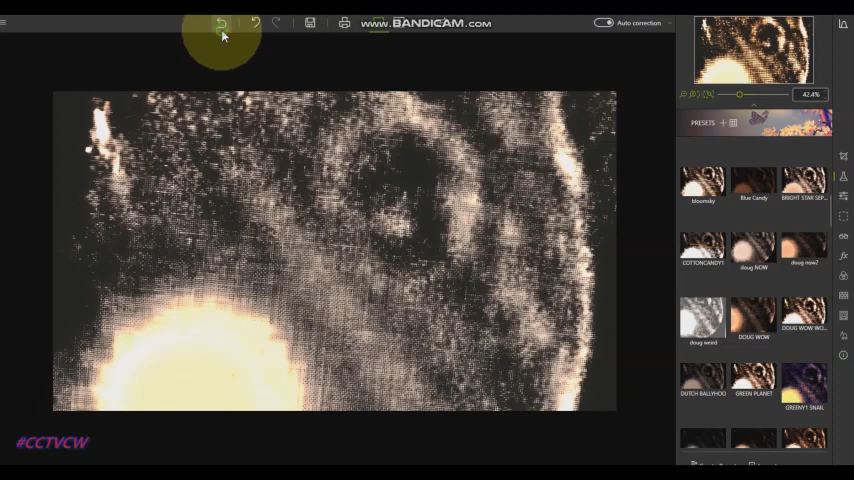 www.BANDICAM.com
Auto correction
42.4%
PRESETS
bloomsky
Blue Candy
BRIGHT STAR SEP...
COTTONCANDY1
doug NOW
doug now2
doug weird
DOUG WOW
DOUG WOW WO...
DUTCH BALLYHOO
GREEN PLANET
GREENY1 SNAIL
#CCTVCW